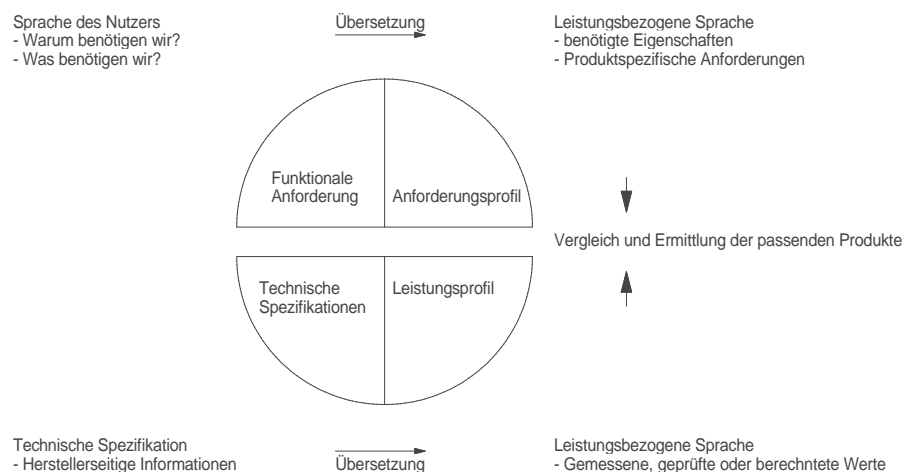 Sprache des Nutzers
- Warum benötigen wir?
- Was benötigen wir?
Übersetzung
Leistungsbezogene Sprache
- benötigte Eigenschaften
- Produktspezifische Anforderungen
Funktionale
Anforderung
Anforderungsprofil
Vergleich und Ermittlung der passenden Produkte
Technische
Spezifikationen
Leistungsprofil
Technische Spezifikation
- Herstellerseitige Informationen
Übersetzung
Leistungsbezogene Sprache
- Gemessene, geprüfte oder berechntete Werte